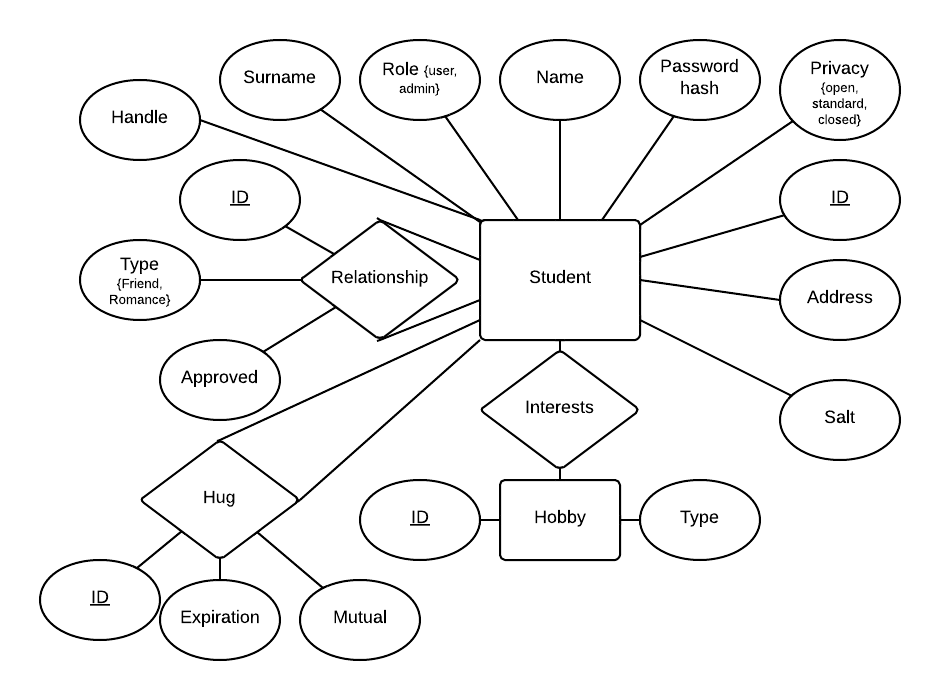 Surname
Role {user,
admin}
Name
Password
hash
Privacy
{open,
standard,
closed}
Handle
ID
ID
Type
{Friend,
Romance}
Relationship
Student
Address
Approved
Interests
Salt
Hug
ID
Hobby
Type
ID
Expiration
Mutual